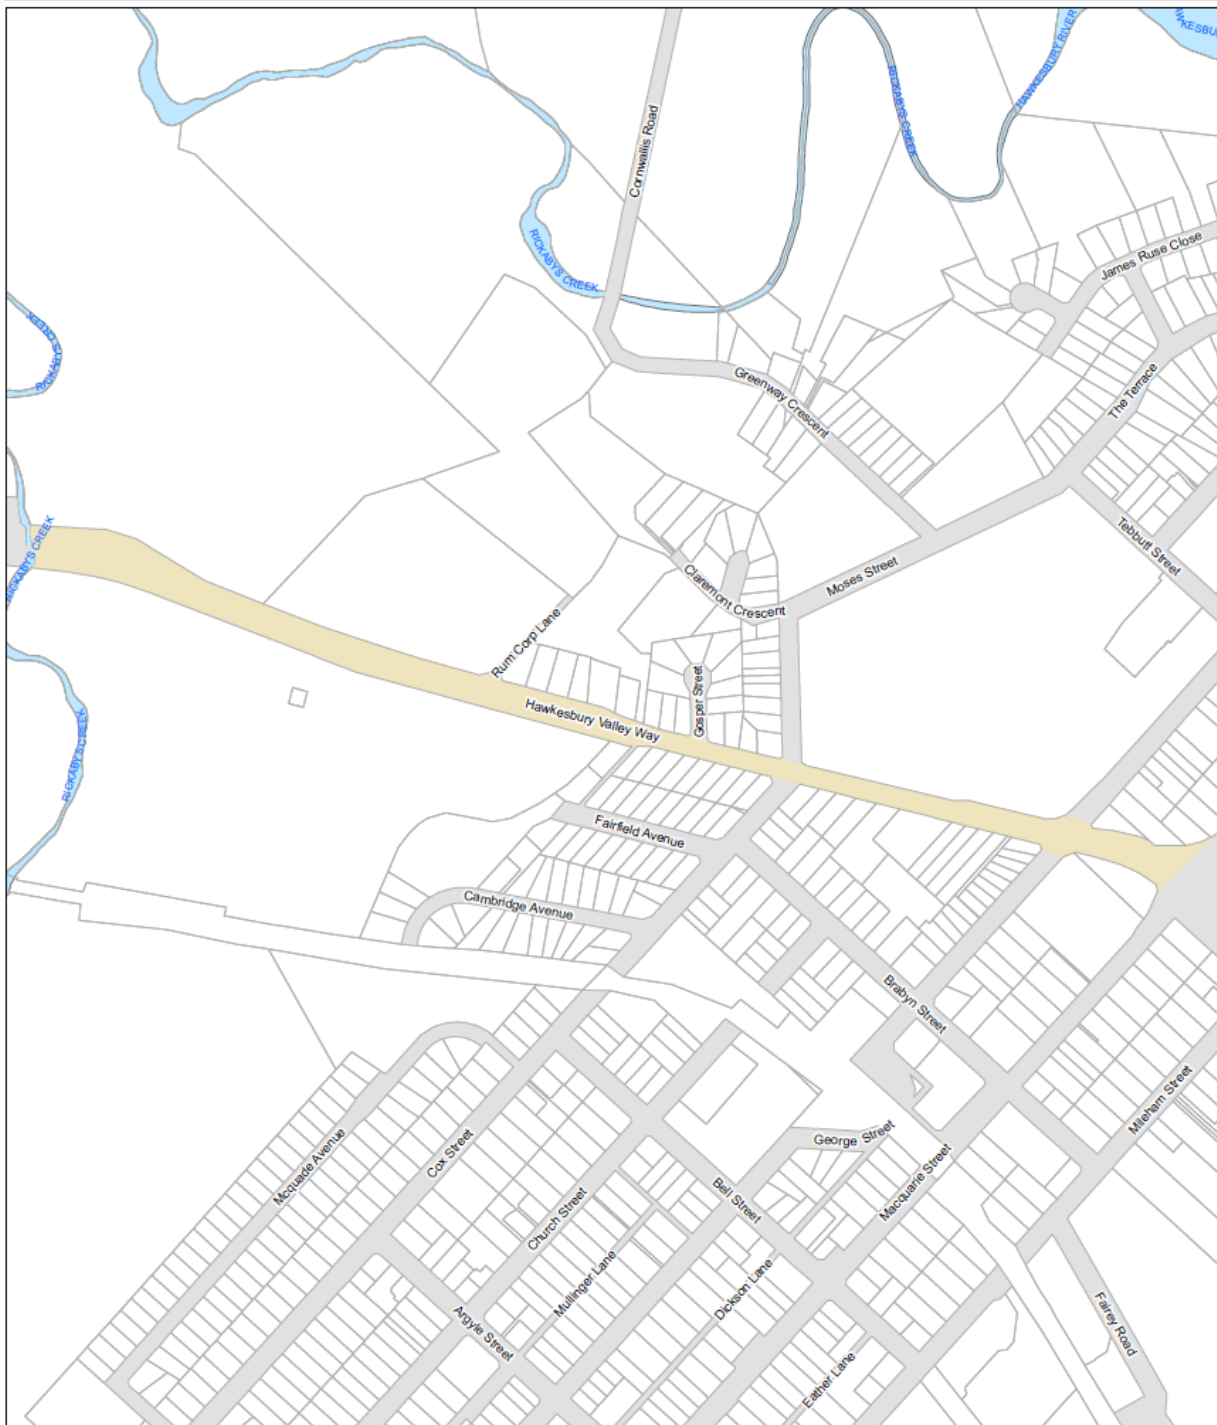 HAWKESBURY RIVER
RICKABYS CREEK
Cornwallis Road
RICKABYS CREEK
James Ruse Close
RICKABYS CREEK
RICKABYS
Greenway Crescent
The Terrace
RICKABYS CREEK
Tebbutt Street
Claremont Crescent
Moses Street
Rum Corp Lane
Gosper Street
Hawkesbury Valley Way
RICKABYS CREEK
Fairfield Avenue
Cambridge Avenue
Brabyn Street
Mileham Street
George Street
Mcquade Avenue
Cox Street
Macquarie Street
Bell Street
Church Street
Mullinger Lane
Dickson Lane
Argyle Street
Fairey Road
Eather Lane